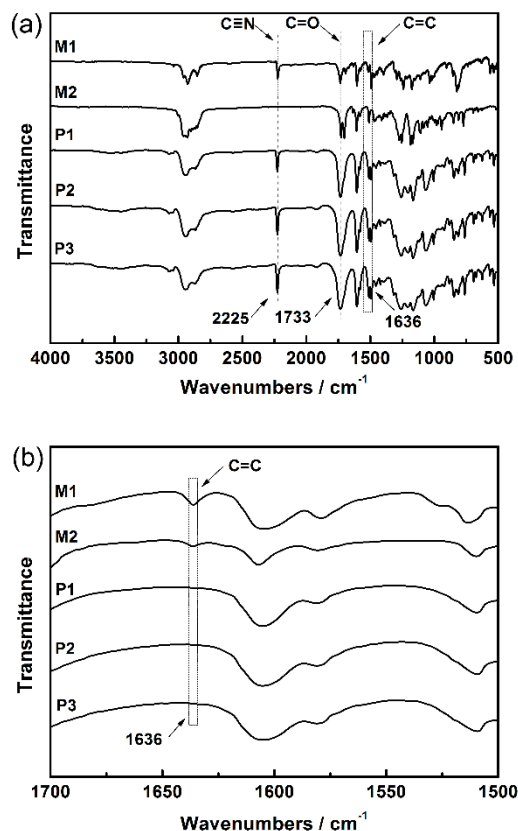 (a)
C≡N
C=O
C=C
M1
M2
P1
P2
P3
Transmittance
2225
1733
1636
4000 3500 3000 2500 2000 1500 1000 500
Wavenumbers / cm⁻¹
(b)
C=C
M1
M2
P1
P2
P3
Transmittance
1636
1700 1650 1600 1550 1500
Wavenumbers / cm⁻¹